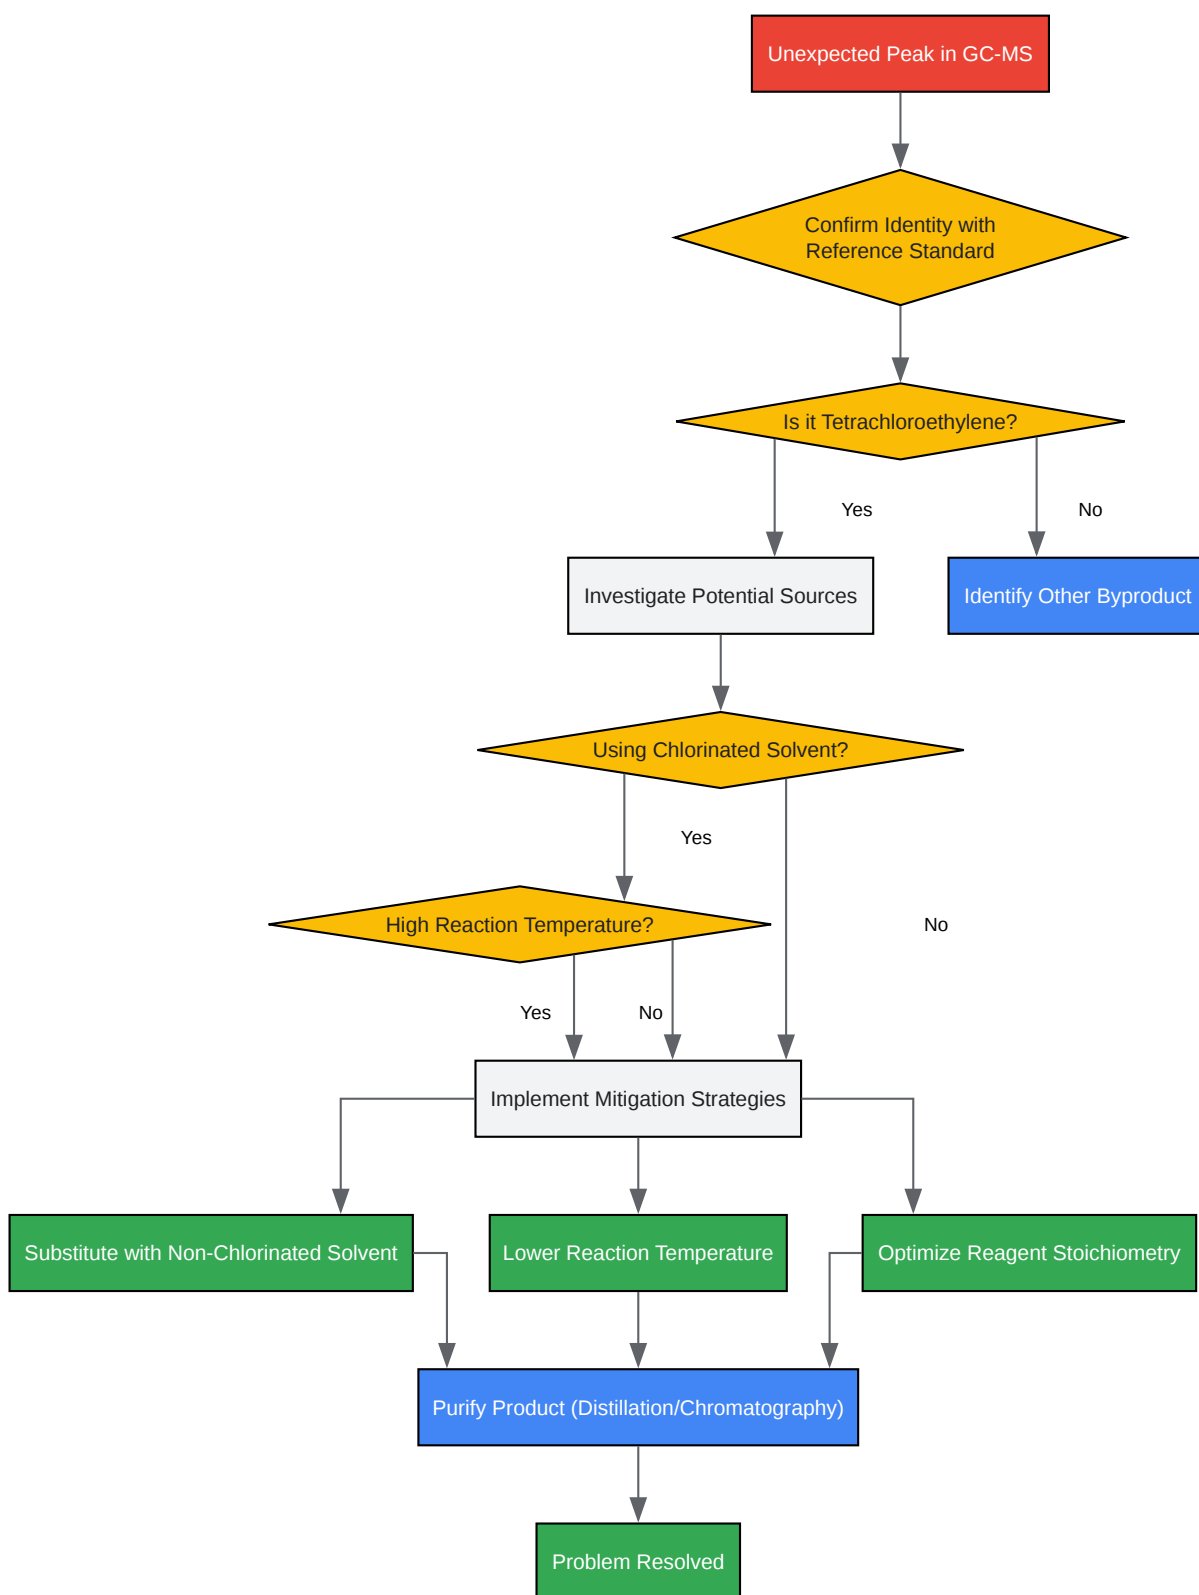 Unexpected Peak in GC-MS
Confirm Identity with
Reference Standard
Is it Tetrachloroethylene?
Yes
No
Investigate Potential Sources
Identify Other Byproduct
Using Chlorinated Solvent?
Yes
High Reaction Temperature?
No
Yes
No
Implement Mitigation Strategies
Substitute with Non-Chlorinated Solvent
Lower Reaction Temperature
Optimize Reagent Stoichiometry
Purify Product (Distillation/Chromatography)
Problem Resolved